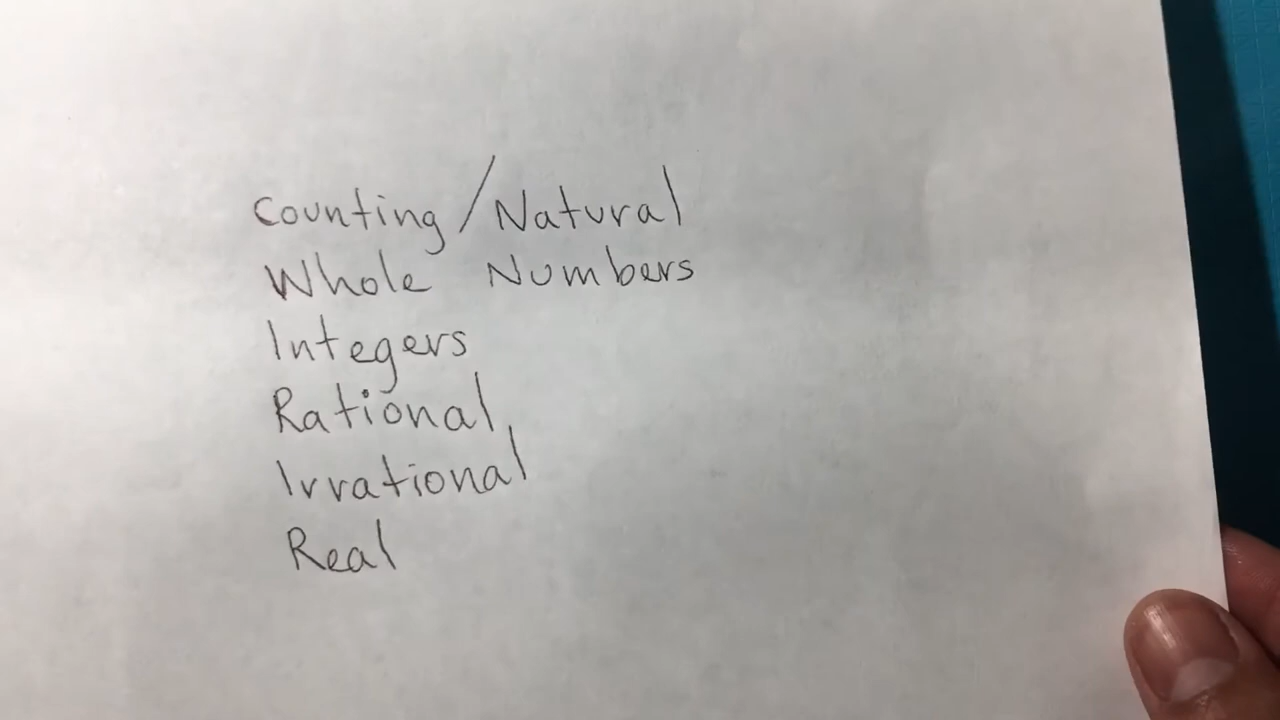 Counting/Natural
Whole Numbers
Integers
Rational
Irrational
Real